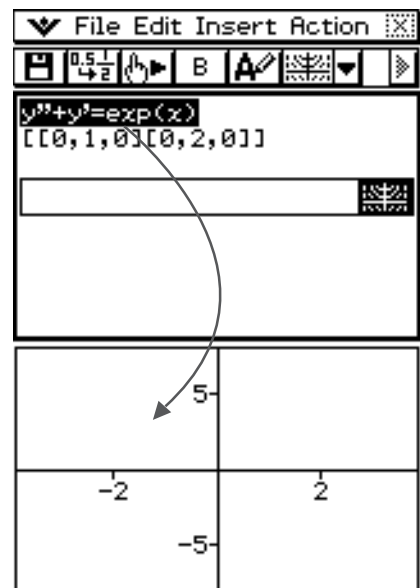 File Edit Insert Action
0.5 1/2 B
y"+y'=exp(x)
[[0,1,0][0,2,0]]
5
-2 2
-5